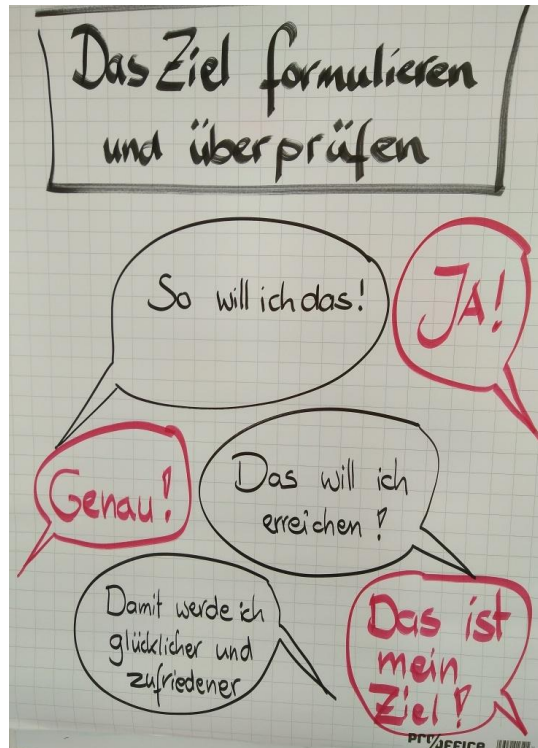 Das Ziel formulieren
und überprüfen
So will ich das!
JA!
Genau!
Das will ich
erreichen!
Damit werde ich
glücklicher und
zufriedener
Das ist
mein
Ziel!